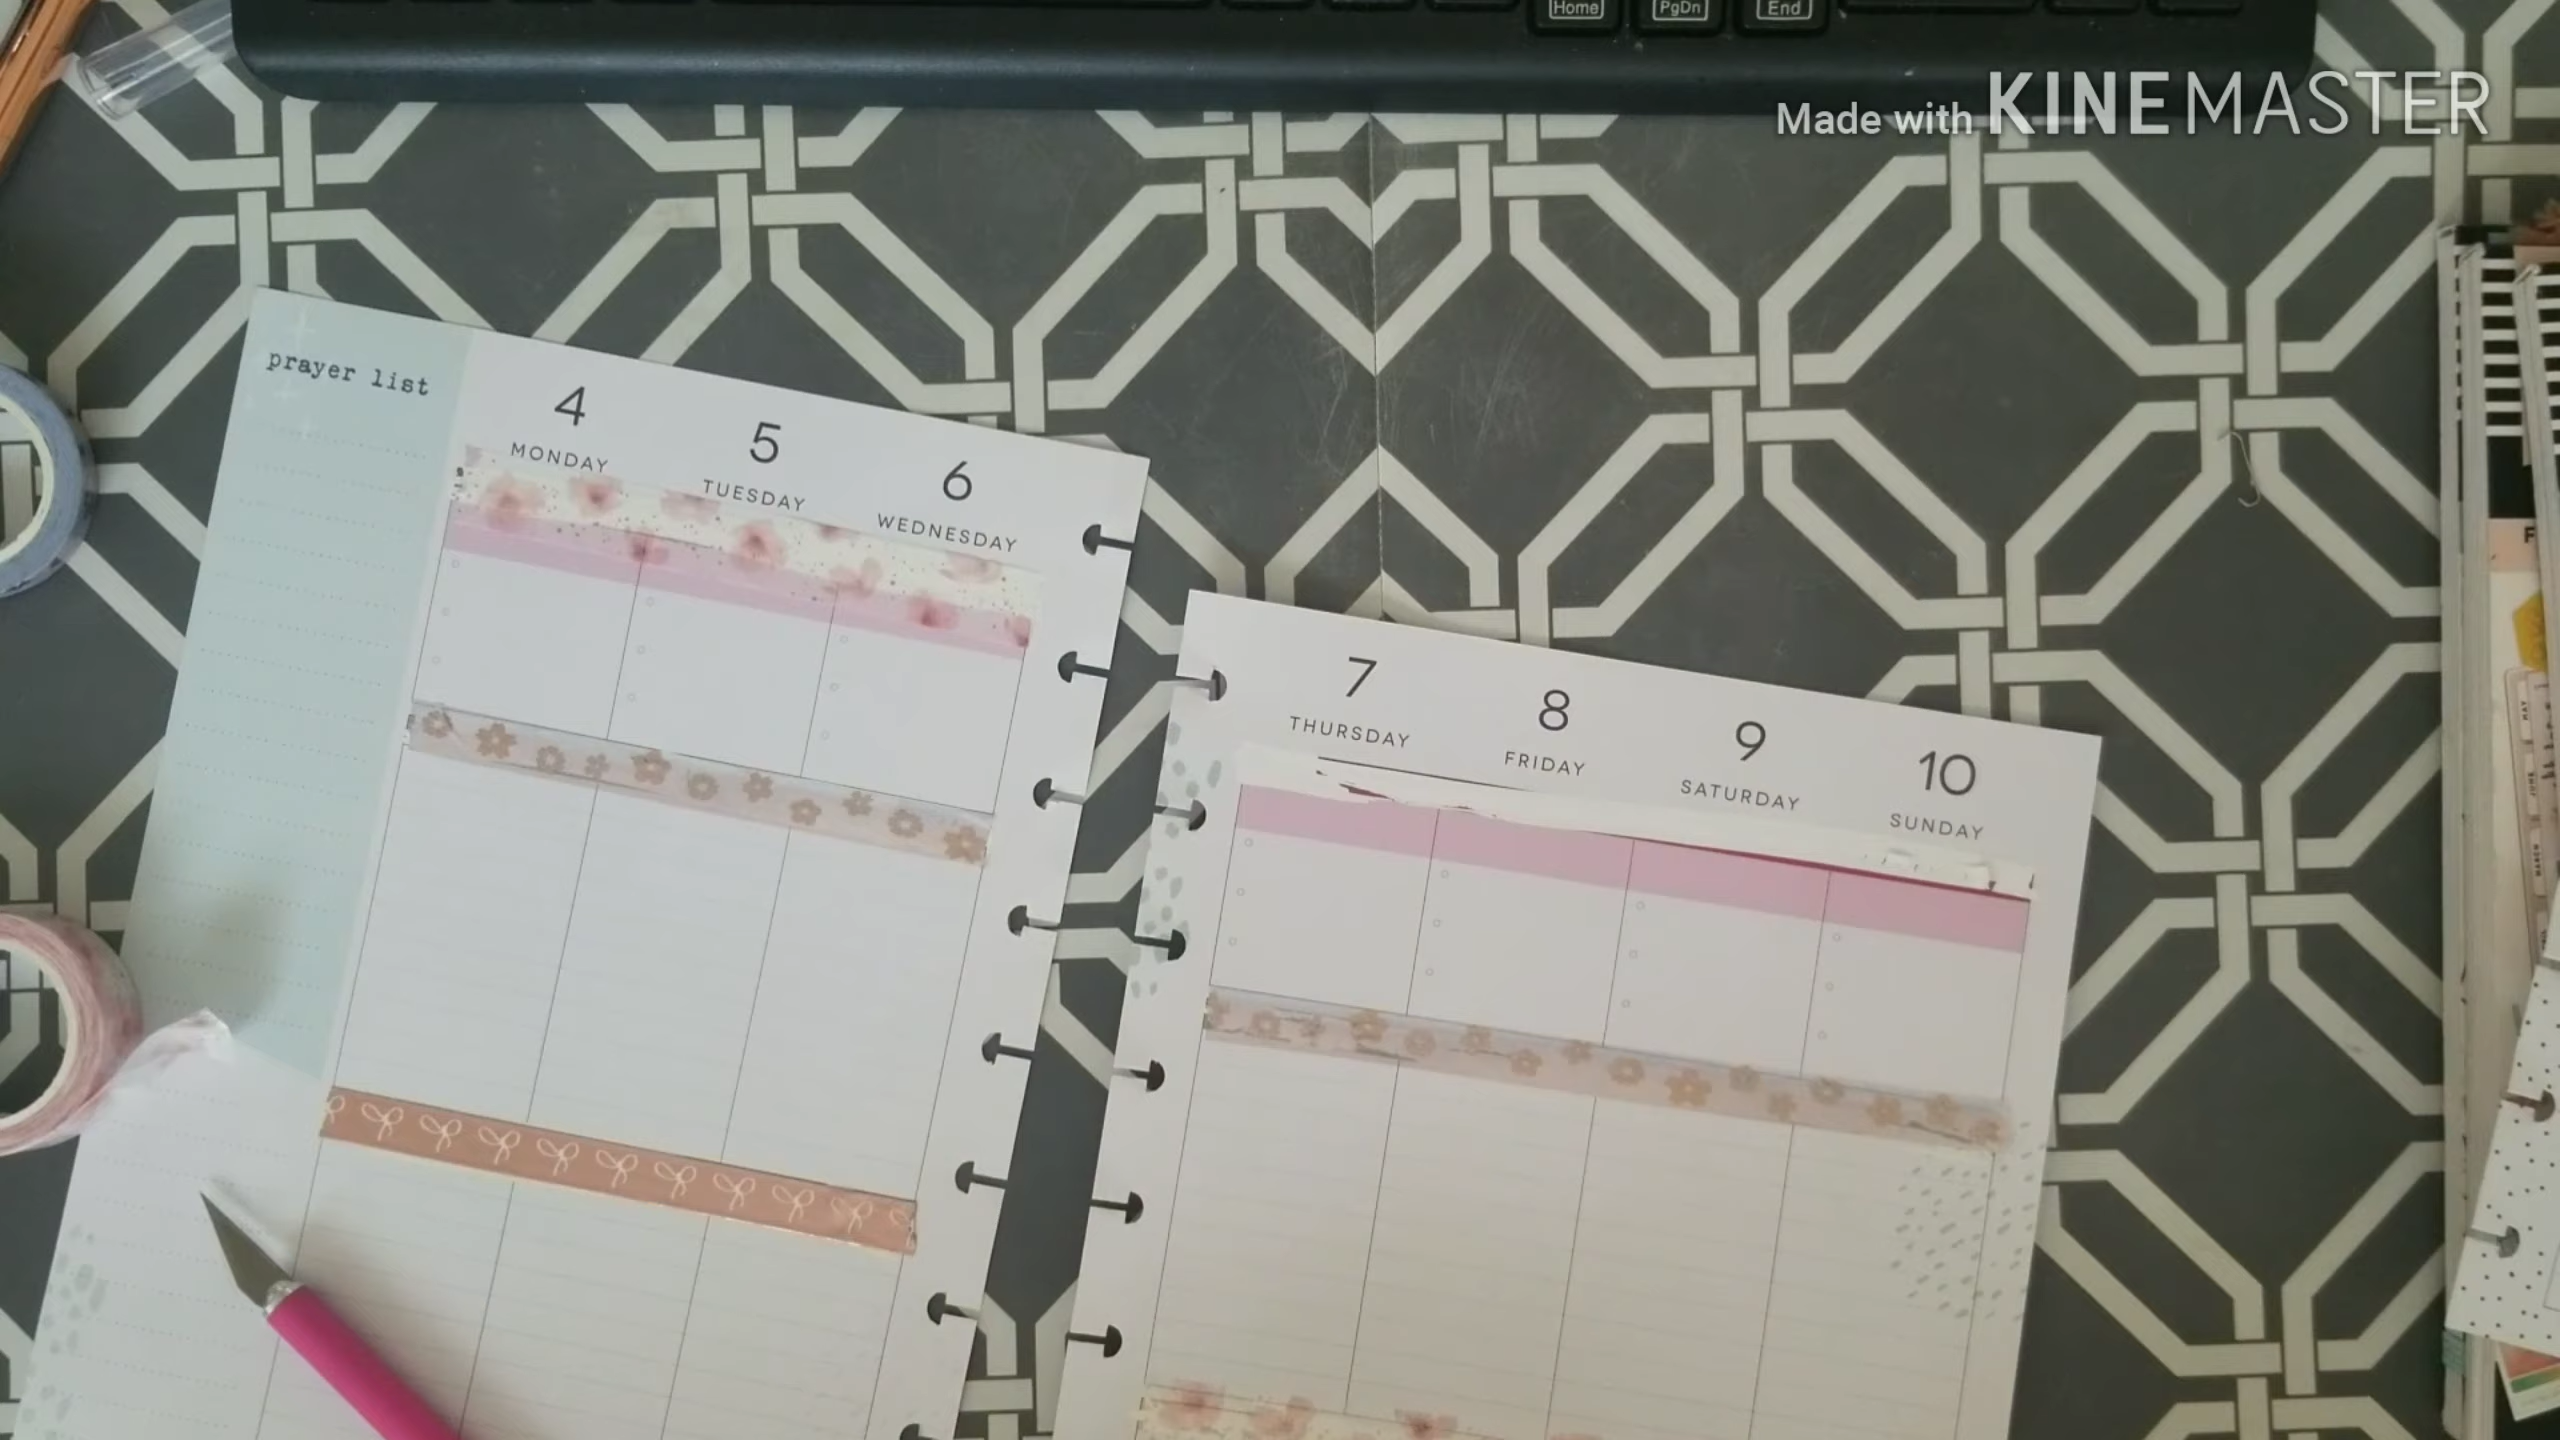 Home PgDn End
Made with KINEMASTER
prayer list
4
MONDAY
5
TUESDAY
6
WEDNESDAY
7
THURSDAY
8
FRIDAY
9
SATURDAY
10
SUNDAY